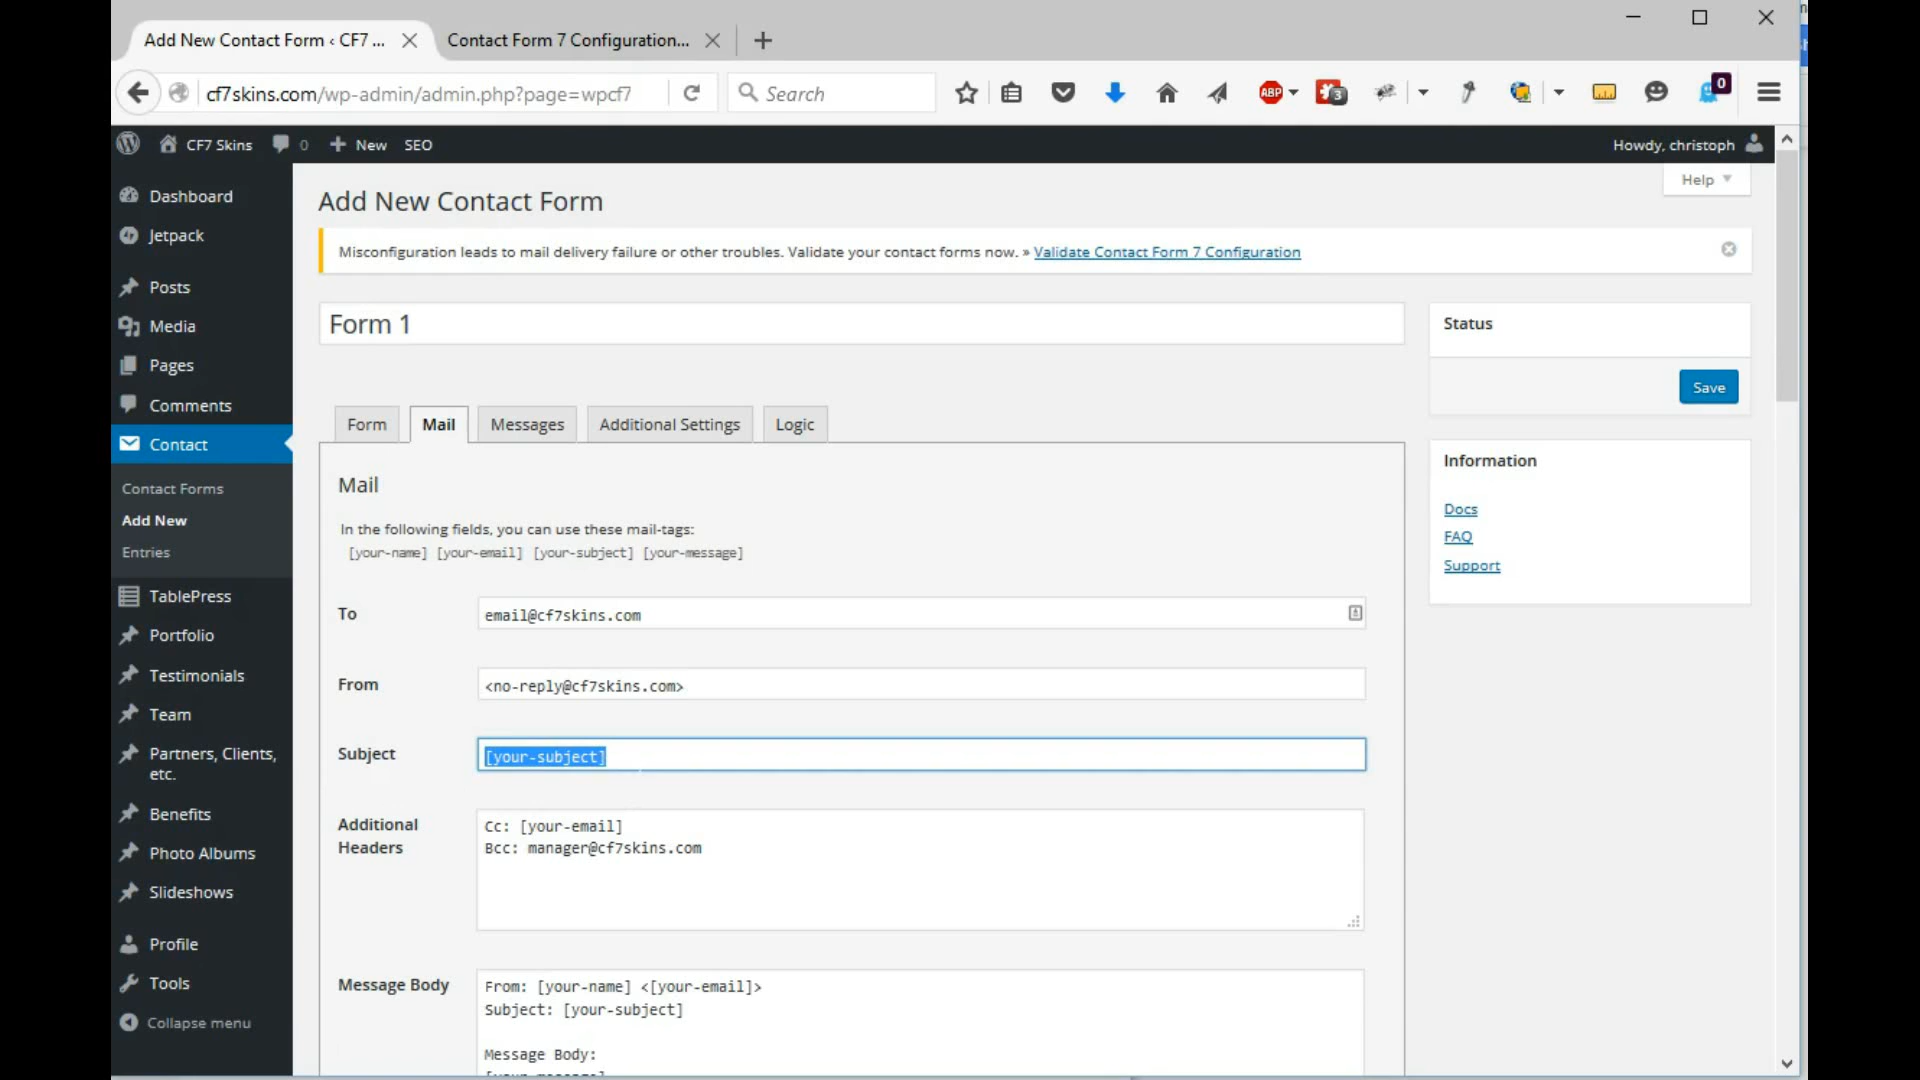 Add New Contact Form ‹ CF7 ...
Contact Form 7 Configuration...
cf7skins.com/wp-admin/admin.php?page=wpcf7
Search
ABP
3
0
CF7 Skins
0
New
SEO
Howdy, christoph
Help
Dashboard
Jetpack
Posts
Media
Pages
Comments
Contact
Contact Forms
Add New
Entries
TablePress
Portfolio
Testimonials
Team
Partners, Clients,
etc.
Benefits
Photo Albums
Slideshows
Profile
Tools
Collapse menu
Add New Contact Form
Misconfiguration leads to mail delivery failure or other troubles. Validate your contact forms now. » Validate Contact Form 7 Configuration
Form 1
Form
Mail
Messages
Additional Settings
Logic
Mail
In the following fields, you can use these mail-tags:
[your-name] [your-email] [your-subject] [your-message]
To
email@cf7skins.com
From
<no-reply@cf7skins.com>
Subject
[your-subject]
Additional
Headers
Cc: [your-email]
Bcc: manager@cf7skins.com
Message Body
From: [your-name] <[your-email]>
Subject: [your-subject]
Message Body:
Status
Save
Information
Docs
FAQ
Support